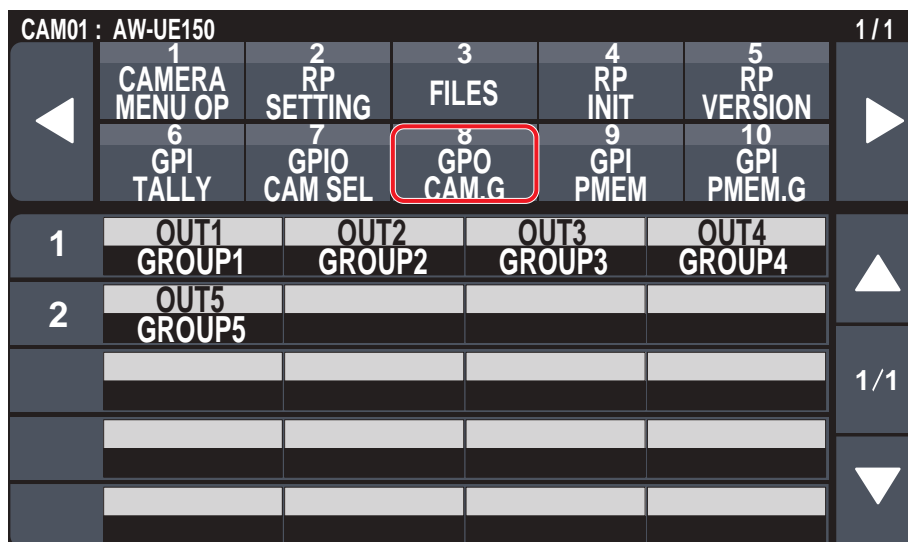 CAM01 : AW-UE150 1/1
1 2 3 4 5
CAMERA MENU OP RP SETTING FILES RP INIT RP VERSION
6 7 8 9 10
GPI TALLY GPIO CAM SEL GPO CAM.G GPI PMEM GPI PMEM.G
1 OUT1 OUT2 OUT3 OUT4
GROUP1 GROUP2 GROUP3 GROUP4
2 OUT5
GROUP5
1/1